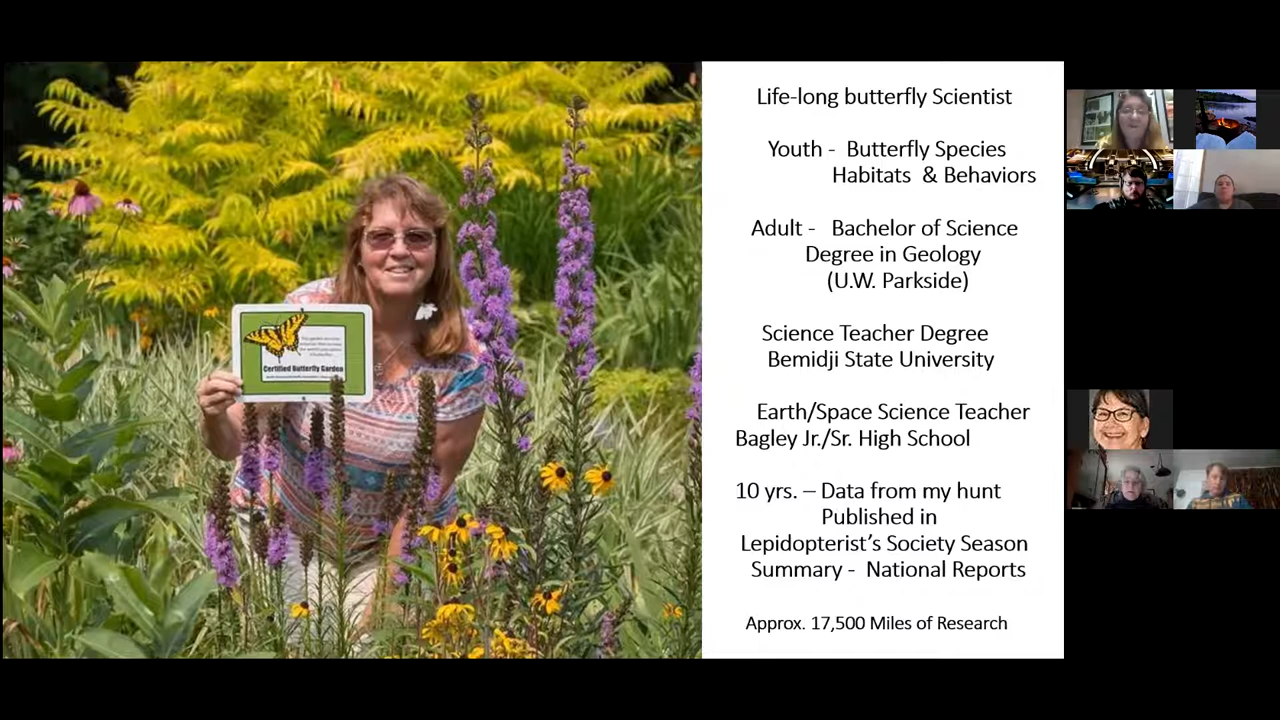 Life-long butterfly Scientist
Youth - Butterfly Species
Habitats & Behaviors
Adult - Bachelor of Science
Degree in Geology
(U.W. Parkside)
Science Teacher Degree
Bemidji State University
Earth/Space Science Teacher
Bagley Jr./Sr. High School
10 yrs. – Data from my hunt
Published in
Lepidopterist's Society Season
Summary - National Reports
Approx. 17,500 Miles of Research
Certified Butterfly Garden